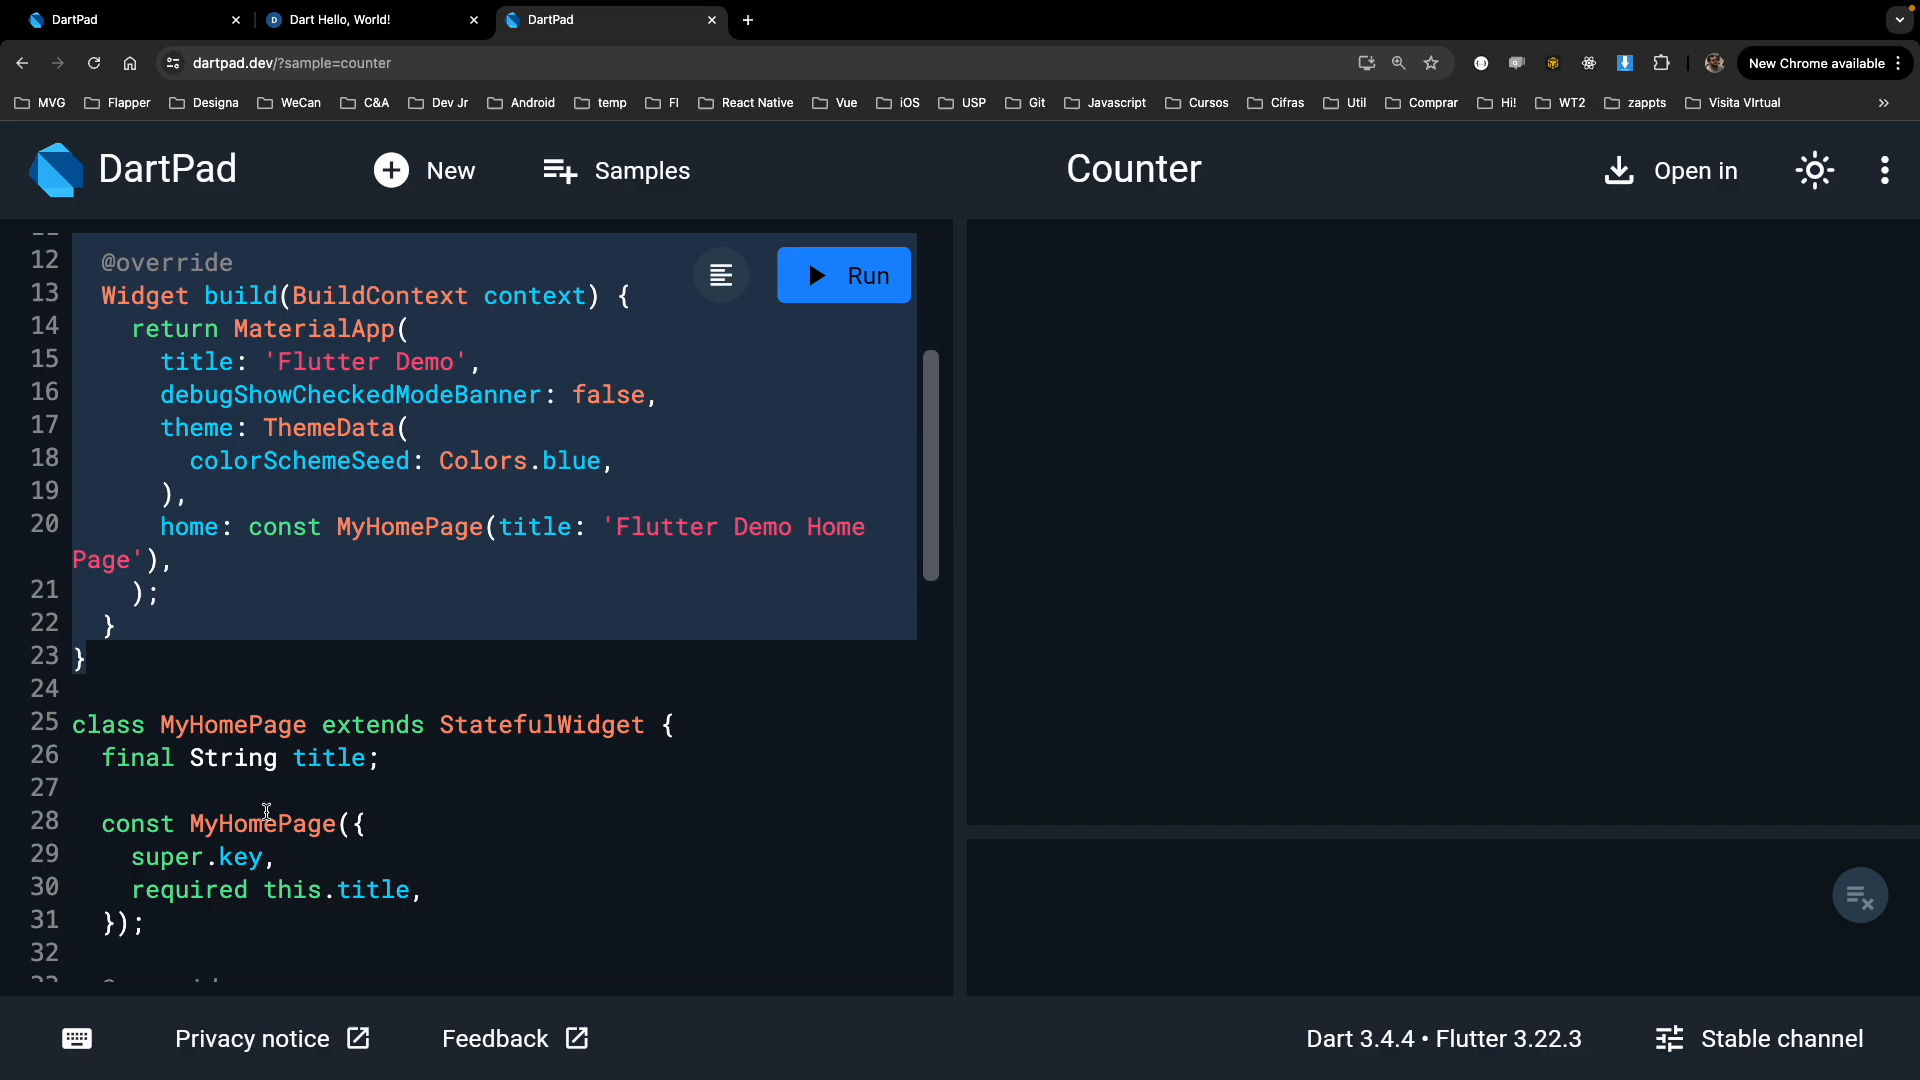 DartPad
Dart Hello, World!
DartPad
dartpad.dev/?sample=counter
New Chrome available
MVG
Flapper
Designa
WeCan
C&A
Dev Jr
Android
temp
FI
React Native
Vue
iOS
USP
Git
Javascript
Cursos
Cifras
Util
Comprar
Hi!
WT2
zappts
Visita VIrtual
DartPad
New
Samples
Counter
Open in
Run
12 @override
13 Widget build(BuildContext context) {
14 return MaterialApp(
15 title: 'Flutter Demo',
16 debugShowCheckedModeBanner: false,
17 theme: ThemeData(
18 colorSchemeSeed: Colors.blue,
19 ),
20 home: const MyHomePage(title: 'Flutter Demo Home
Page'),
21 );
22 }
23 }
24
25 class MyHomePage extends StatefulWidget {
26 final String title;
27
28 const MyHomePage({
29 super.key,
30 required this.title,
31 });
32
Privacy notice
Feedback
Dart 3.4.4 • Flutter 3.22.3
Stable channel